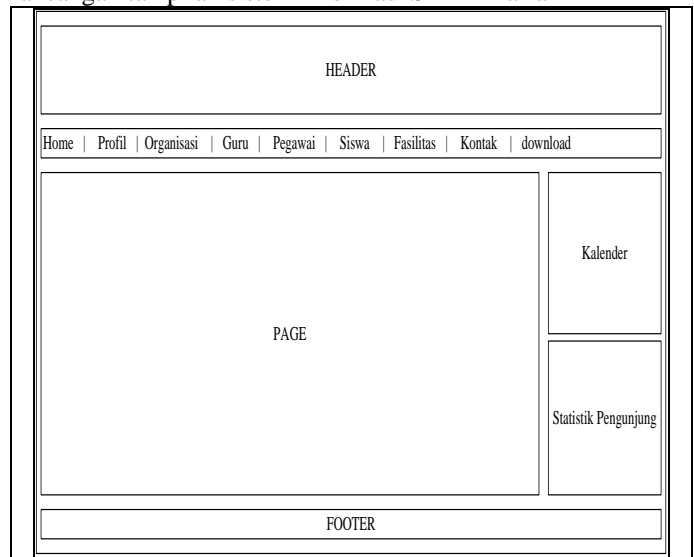 HEADER
Home | Profil | Organisasi | Guru | Pegawai | Siswa | Fasilitas | Kontak | download
Kalender
PAGE
Statistik Pengunjung
FOOTER